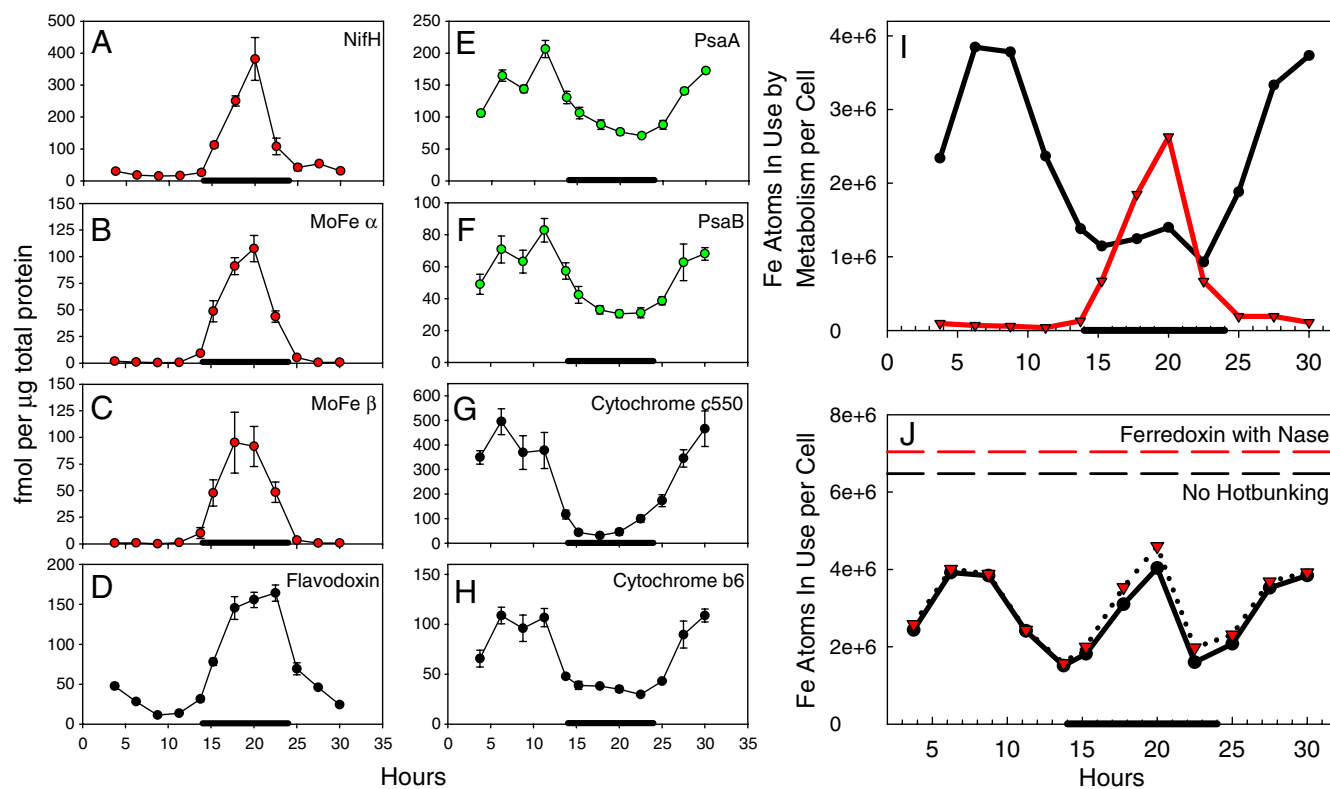 fmol per µg total protein
A
NifH
500
400
300
200
100
0
B
MoFe α
150
125
100
75
50
25
0
C
MoFe β
150
125
100
75
50
25
0
D
Flavodoxin
200
150
100
50
0
0 5 10 15 20 25 30 35
E
PsaA
250
200
150
100
50
0
F
PsaB
100
80
60
40
20
0
G
Cytochrome c550
600
500
400
300
200
100
0
H
Cytochrome b6
150
100
50
0
0 5 10 15 20 25 30 35
Hours
Fe Atoms In Use by
Metabolism per Cell
I
4e+6
3e+6
2e+6
1e+6
0
0 5 10 15 20 25 30
Fe Atoms In Use per Cell
J
8e+6
6e+6
4e+6
2e+6
0
Ferredoxin with Nase
No Hotbunking
5 10 15 20 25 30
Hours